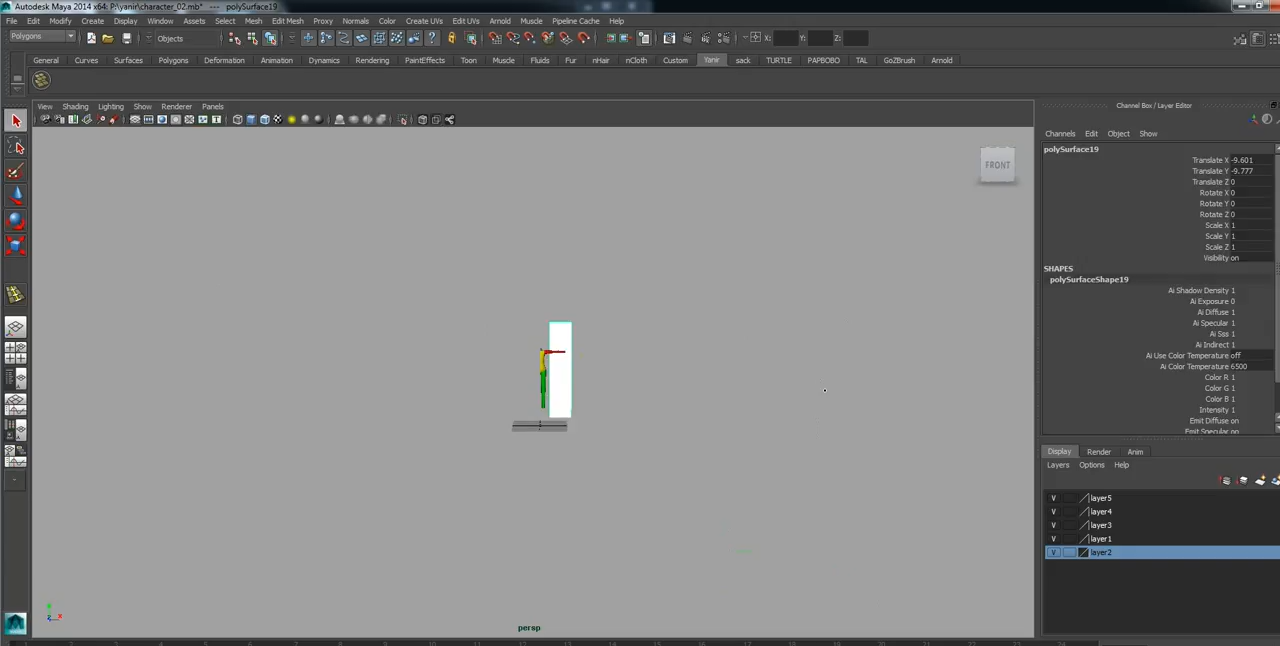 Autodesk Maya 2014 x64: P:\yanir\character_02.mb* --- polySurface19
File Edit Modify Create Display Window Assets Select Mesh Edit Mesh Proxy Normals Color Create UVs Edit UVs Arnold Muscle Pipeline Cache Help
Polygons Objects X: Y: Z:
General Curves Surfaces Polygons Deformation Animation Dynamics Rendering PaintEffects Toon Muscle Fluids Fur nHair nCloth Custom Yanir sack TURTLE PAPBOBO TAL GoZBrush Arnold
View Shading Lighting Show Renderer Panels
FRONT
persp
Channel Box / Layer Editor
Channels Edit Object Show
polySurface19
Translate X -9.601
Translate Y -9.777
Translate Z 0
Rotate X 0
Rotate Y 0
Rotate Z 0
Scale X 1
Scale Y 1
Scale Z 1
Visibility on
SHAPES
polySurfaceShape19
Ai Shadow Density 1
Ai Exposure 0
Ai Diffuse 1
Ai Specular 1
Ai Sss 1
Ai Indirect 1
Ai Use Color Temperature off
Ai Color Temperature 6500
Color R 1
Color G 1
Color B 1
Intensity 1
Emit Diffuse on
Emit Specular on
Display Render Anim
Layers Options Help
V layer5
V layer4
V layer3
V layer1
V layer2